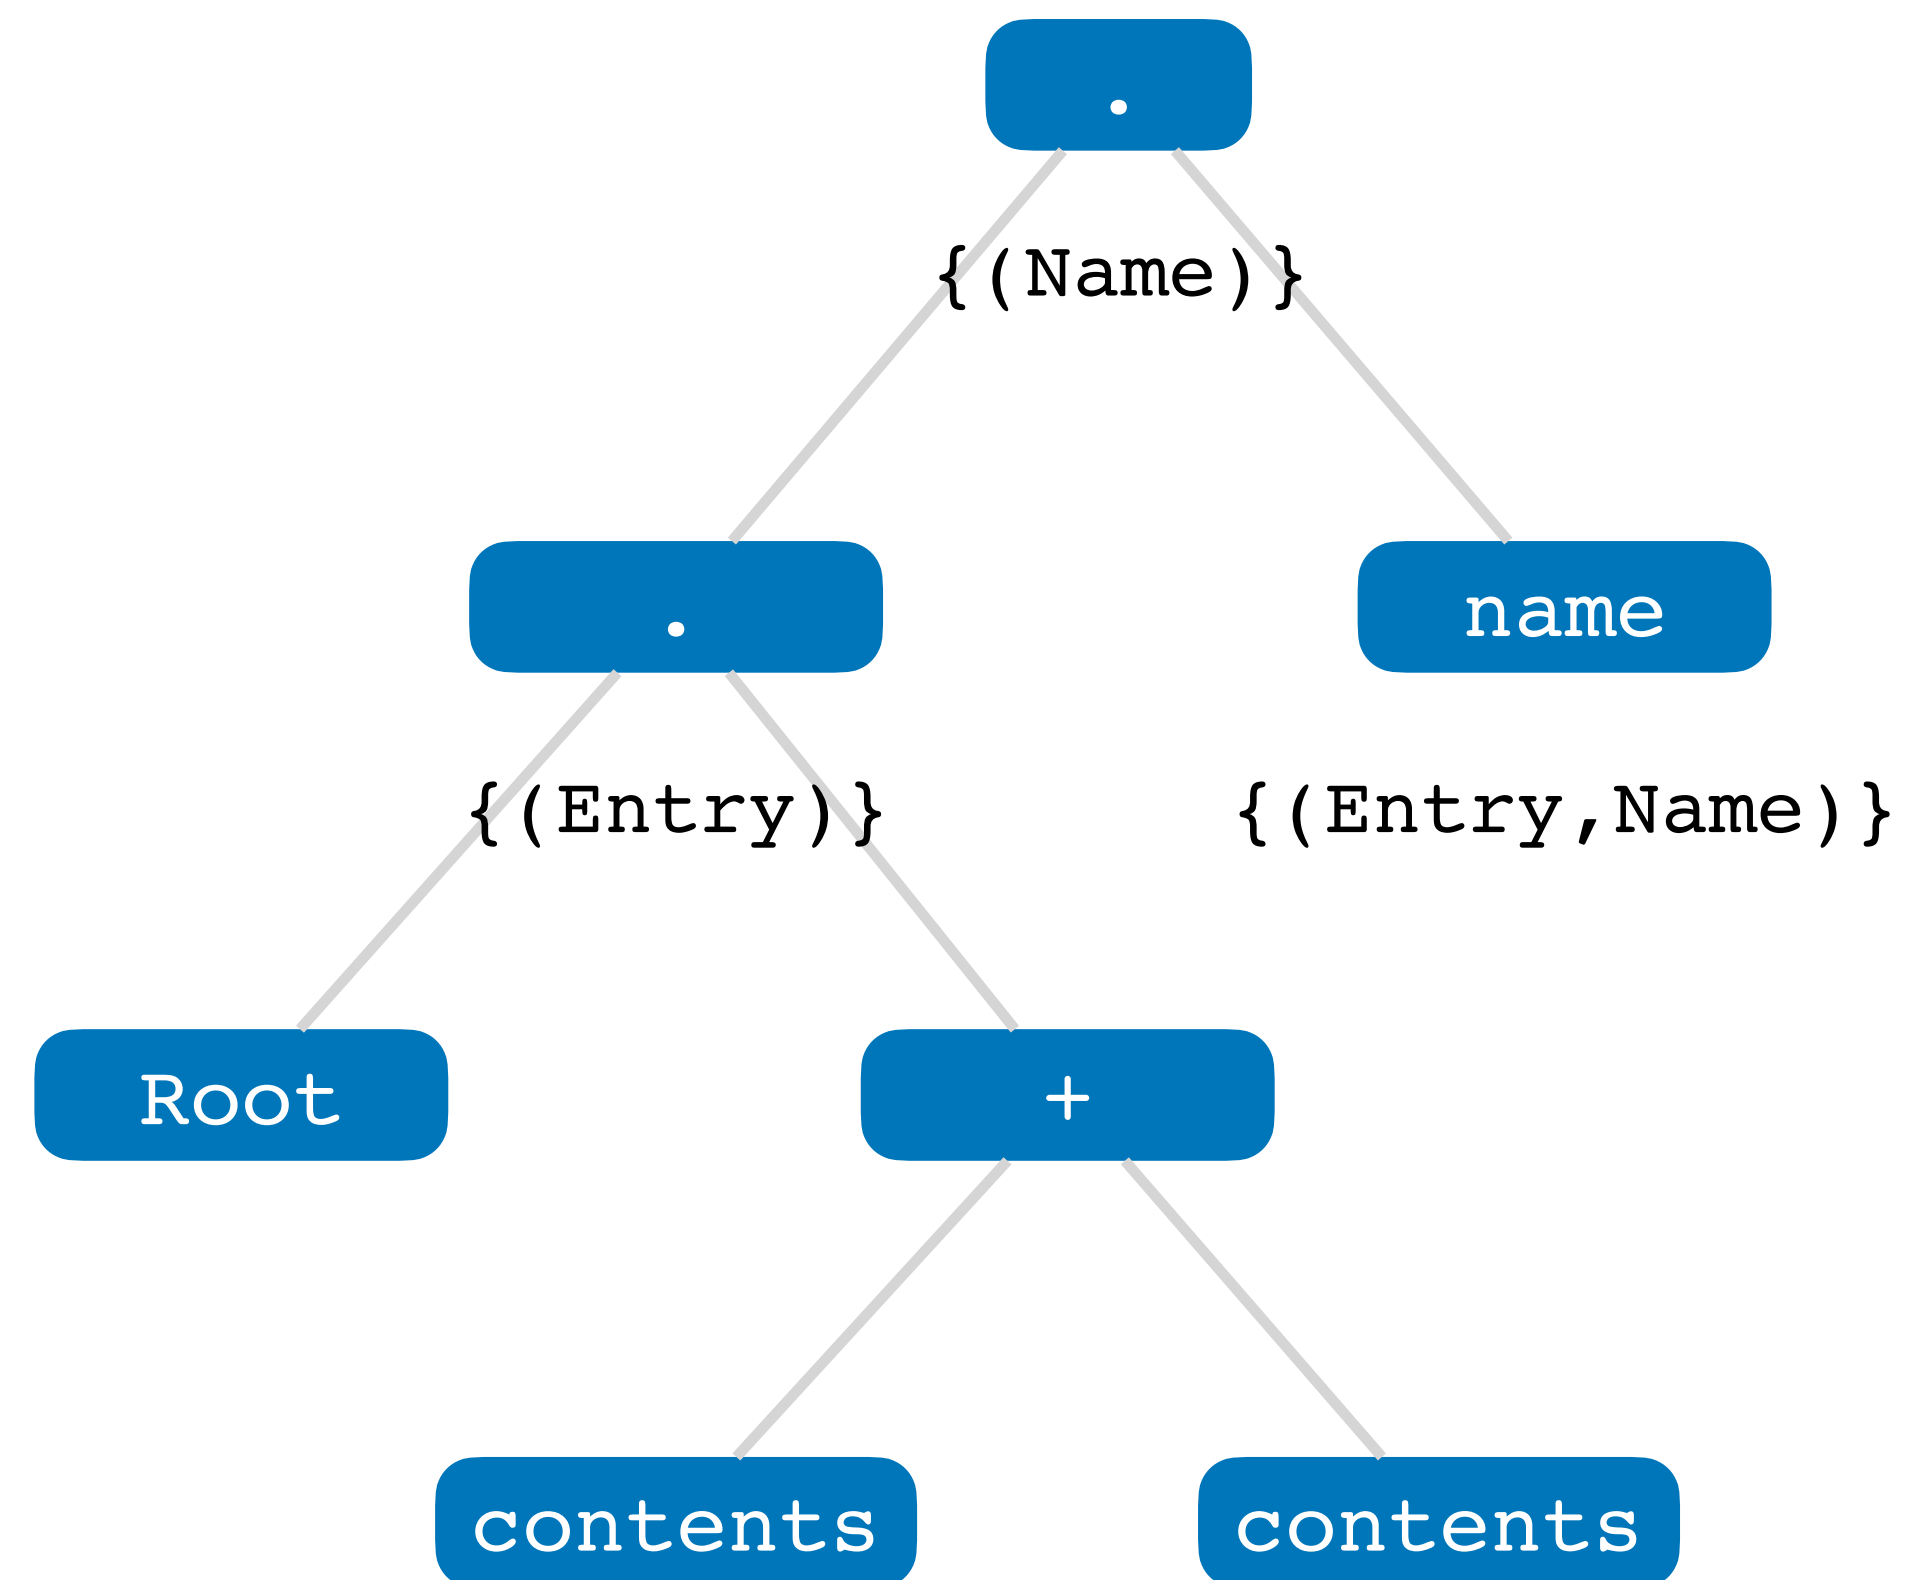 .
{(Name)}
.
name
{(Entry)}
{(Entry,Name)}
Root
+
contents
contents